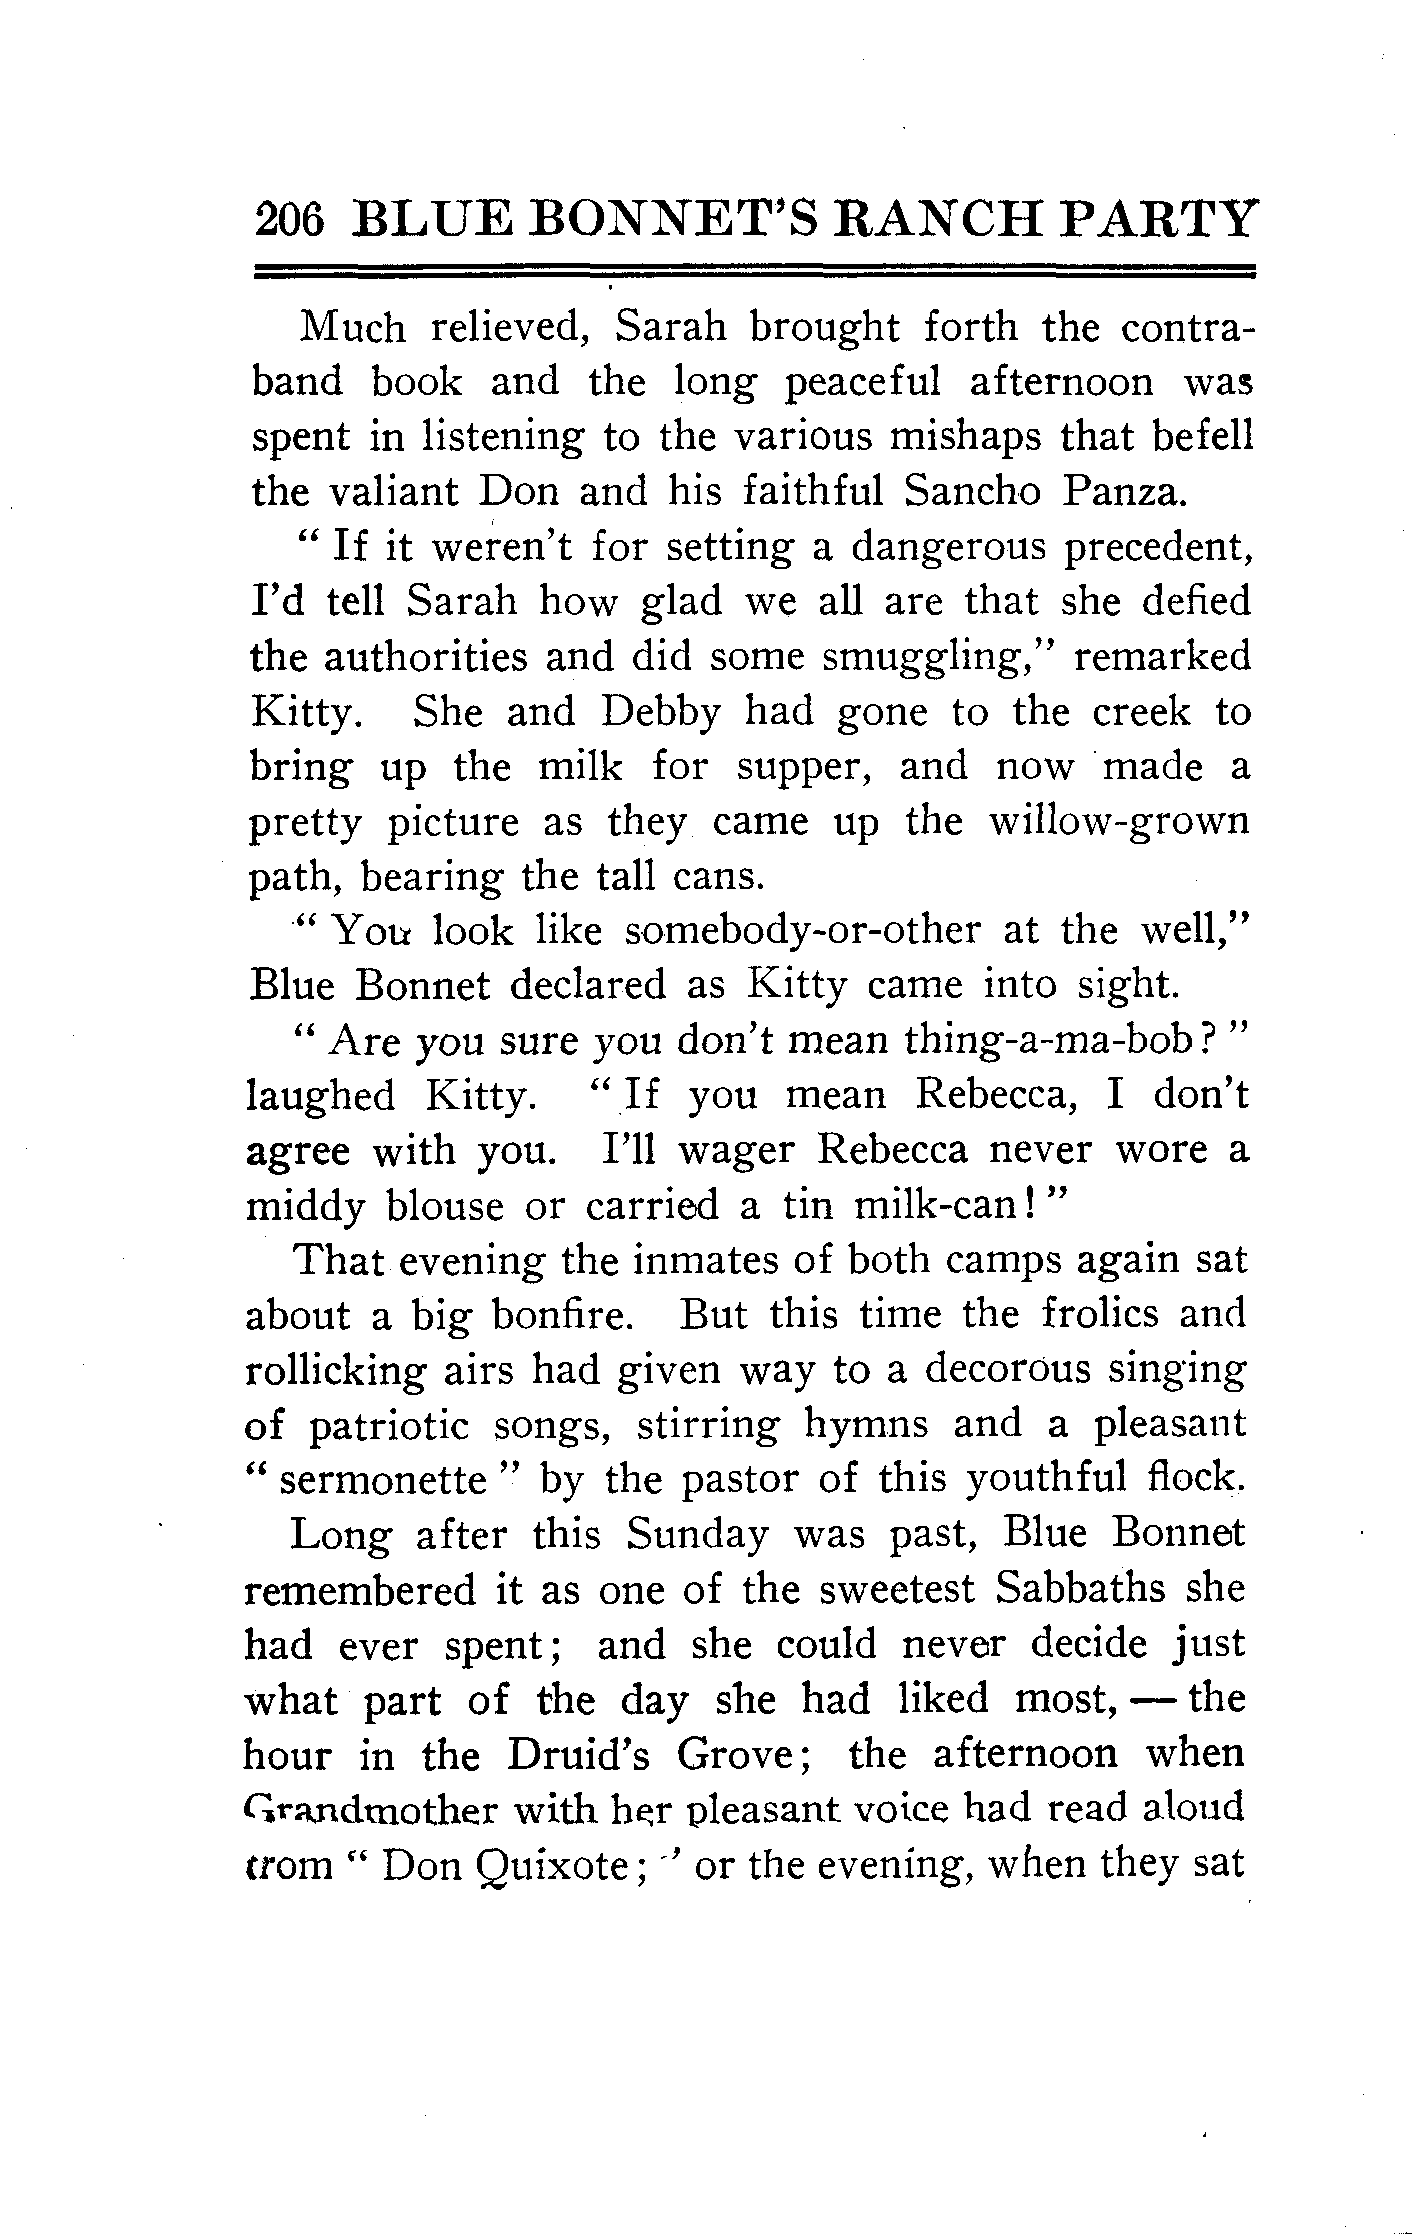 206 BLUE BONNET'S RANCH PARTY
Much relieved, Sarah brought forth the contra-
band book and the long peaceful afternoon was
spent in listening to the various mishaps that befell
the valiant Don and his faithful Sancho Panza.
" If it weren't for setting a dangerous precedent,
I'd tell Sarah how glad we all are that she defied
the authorities and did some smuggling," remarked
Kitty. She and Debby had gone to the creek to
bring up the milk for supper, and now made a
pretty picture as they came up the willow-grown
path, bearing the tall cans.
" You look like somebody-or-other at the well,"
Blue Bonnet declared as Kitty came into sight.
" Are you sure you don't mean thing-a-ma-bob? "
laughed Kitty. " If you mean Rebecca, I don't
agree with you. I'll wager Rebecca never wore a
middy blouse or carried a tin milk-can! "
That evening the inmates of both camps again sat
about a big bonfire. But this time the frolics and
rollicking airs had given way to a decorous singing
of patriotic songs, stirring hymns and a pleasant
" sermonette " by the pastor of this youthful flock.
Long after this Sunday was past, Blue Bonnet
remembered it as one of the sweetest Sabbaths she
had ever spent; and she could never decide just
what part of the day she had liked most, — the
hour in the Druid's Grove; the afternoon when
Grandmother with her pleasant voice had read aloud
from " Don Quixote; " or the evening, when they sat